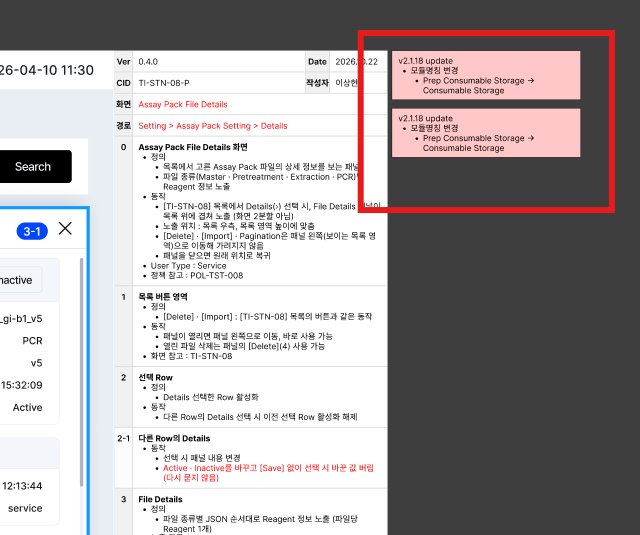 26-04-10 11:30
Search
3-1
nactive
_gi-b1_v5
PCR
v5
15:32:09
Active
12:13:44
service
Ver 0.4.0 Date 2026.10.22
CID TI-STN-08-P 작성자 이상현
화면 Assay Pack File Details
경로 Setting > Assay Pack Setting > Details
0 Assay Pack File Details 화면
• 정의
• 목록에서 고른 Assay Pack 파일의 상세 정보를 보는 패널
• 파일 종류(Master · Pretreatment · Extraction · PCR)
Reagent 정보 노출
• 동작
• [TI-STN-08] 목록에서 Details(›) 선택 시, File Details 패널이
목록 위에 겹쳐 노출 (화면 2분할 아님)
• 노출 위치 : 목록 우측, 목록 영역 높이에 맞춤
• [Delete] · [Import] · Pagination은 패널 왼쪽(보이는 목록 영
역)으로 이동해 가려지지 않음
• 패널을 닫으면 원래 위치로 복귀
• User Type : Service
• 정책 참고 : POL-TST-008
1 목록 버튼 영역
• 정의
• [Delete] · [Import] : [TI-STN-08] 목록의 버튼과 같은 동작
• 동작
• 패널이 열리면 패널 왼쪽으로 이동, 바로 사용 가능
• 열린 파일 삭제는 패널의 [Delete](4) 사용 가능
• 화면 참고 : TI-STN-08
2 선택 Row
• 정의
• Details 선택한 Row 활성화
• 동작
• 다른 Row의 Details 선택 시 이전 선택 Row 활성화 해제
2-1 다른 Row의 Details
• 동작
• 선택 시 패널 내용 변경
• Active · Inactive를 바꾸고 [Save] 없이 선택 시 바꾼 값 버림
(다시 묻지 않음)
3 File Details
• 정의
• 파일 종류별 JSON 순서대로 Reagent 정보 노출 (파일당
Reagent 1개)
v2.1.18 update
• 모듈명칭 변경
• Prep Consumable Storage →
Consumable Storage
v2.1.18 update
• 모듈명칭 변경
• Prep Consumable Storage →
Consumable Storage